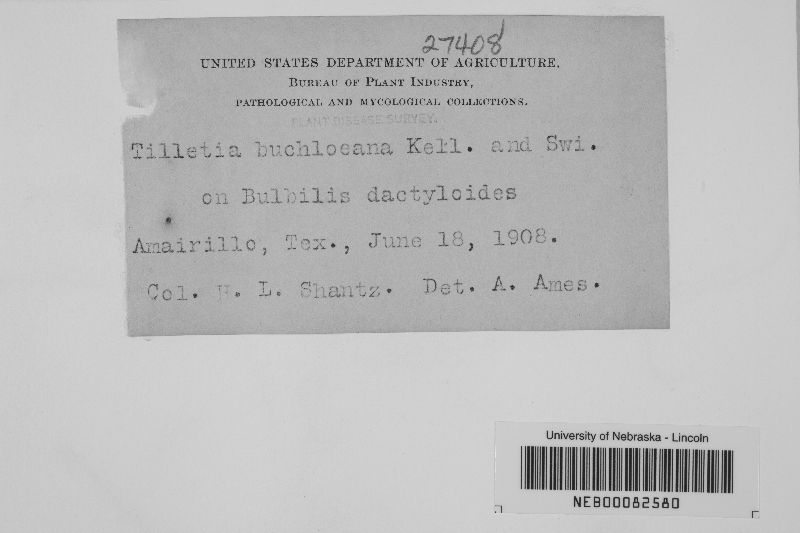 27408
UNITED STATES DEPARTMENT OF AGRICULTURE,
BUREAU OF PLANT INDUSTRY,
PATHOLOGICAL AND MYCOLOGICAL COLLECTIONS.
PLANT DISEASE SURVEY.
Tilletia buchloeana Kell. and Swi.
on Bulbilis dactyloides
Amairillo, Tex., June 18, 1908.
Col. H. L. Shantz. Det. A. Ames.
University of Nebraska - Lincoln
NEB00082580